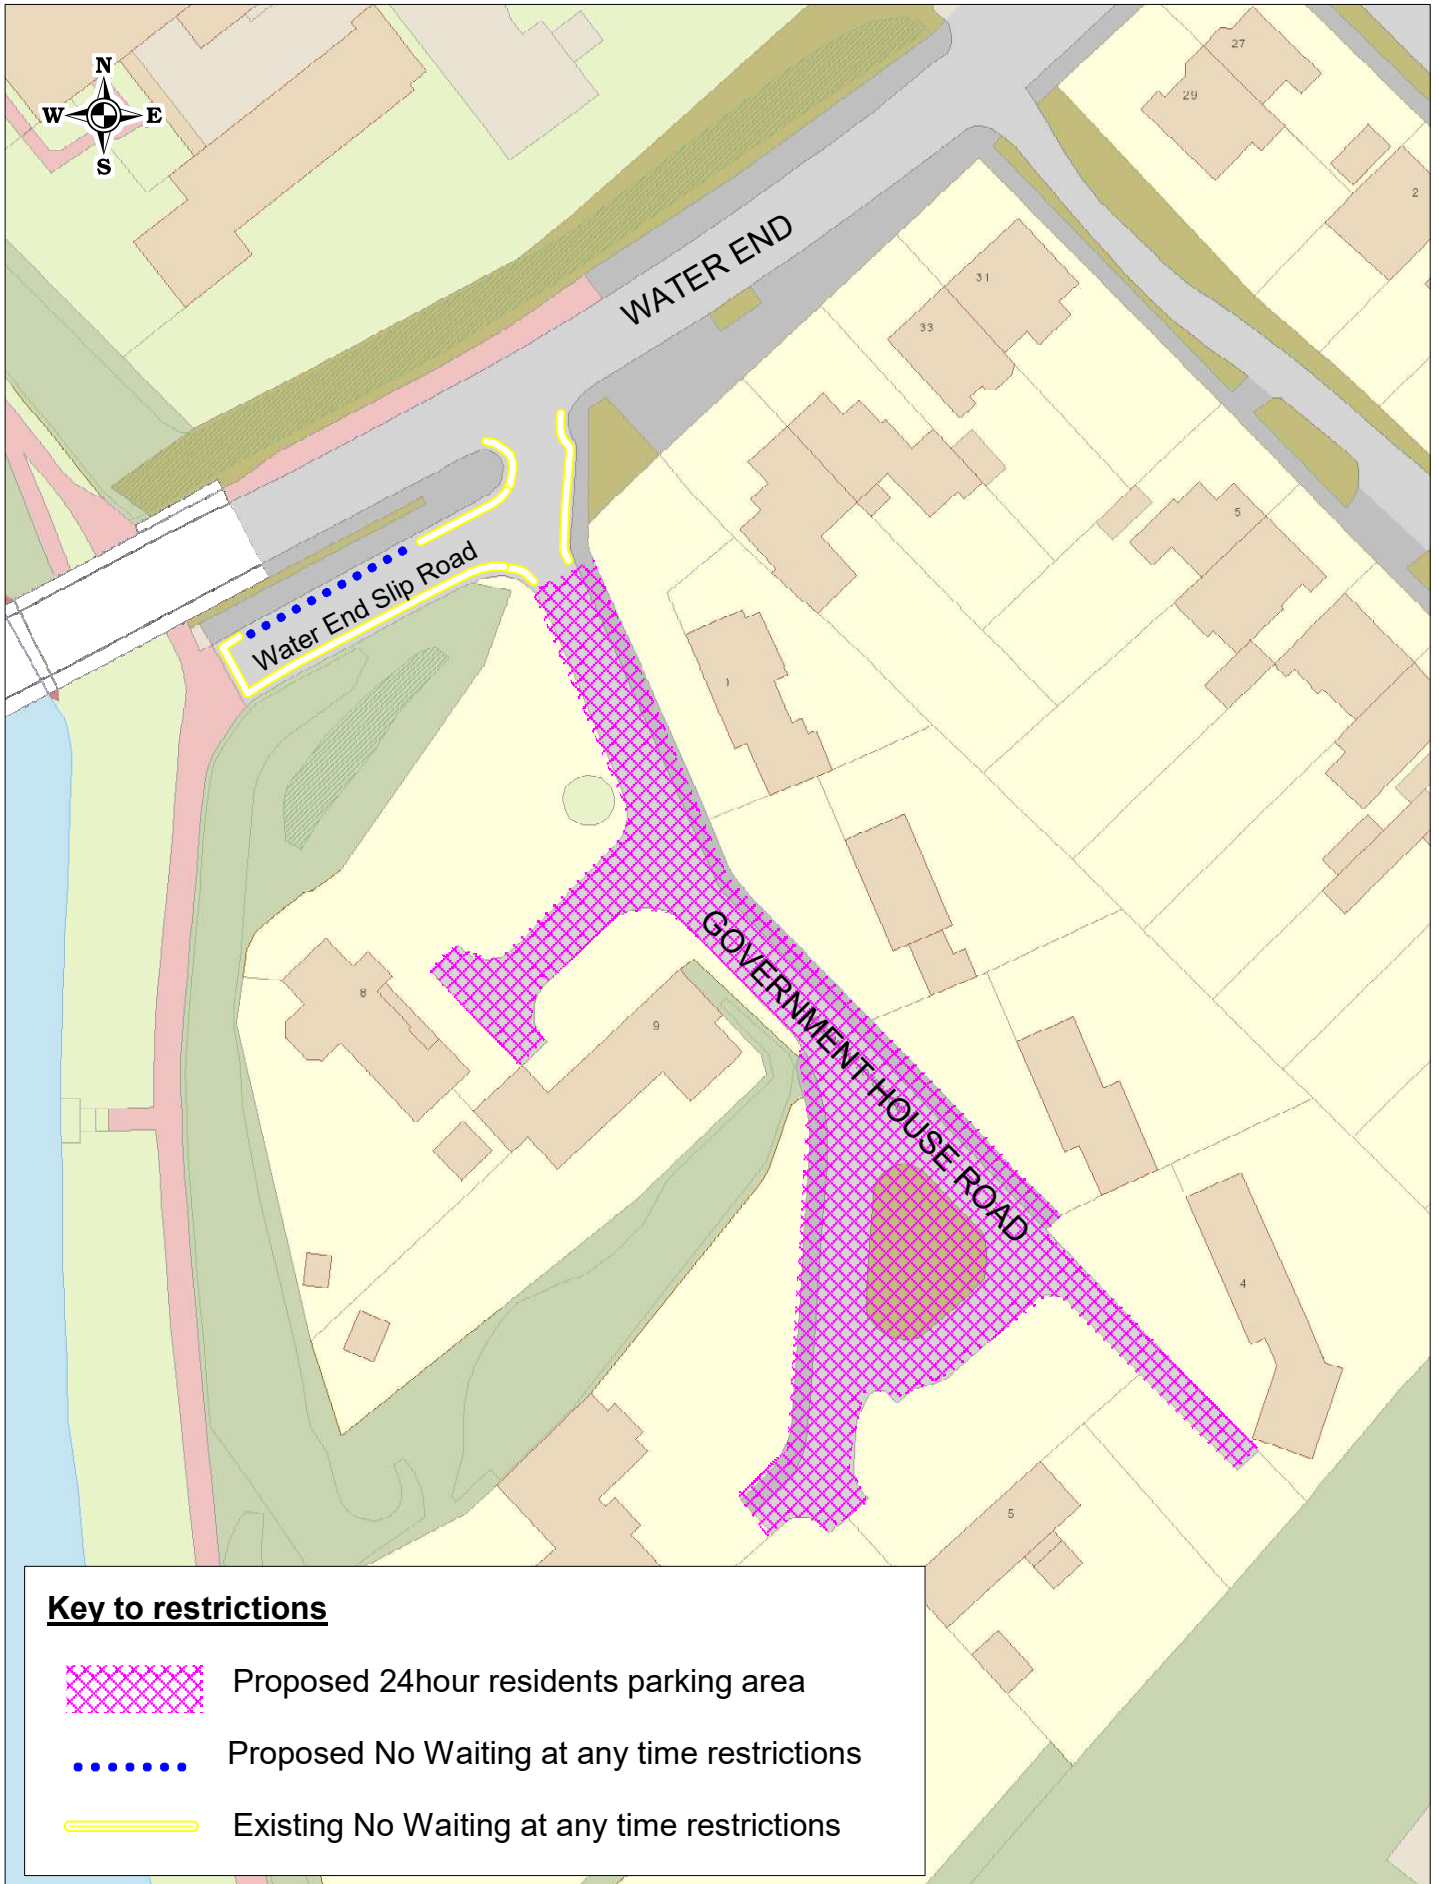 N
W E
S
27
29
2
WATER END
31
33
5
Water End Slip Road
1
GOVERNMENT HOUSE ROAD
8
9
4
5
Key to restrictions
Proposed 24hour residents parking area
Proposed No Waiting at any time restrictions
Existing No Waiting at any time restrictions